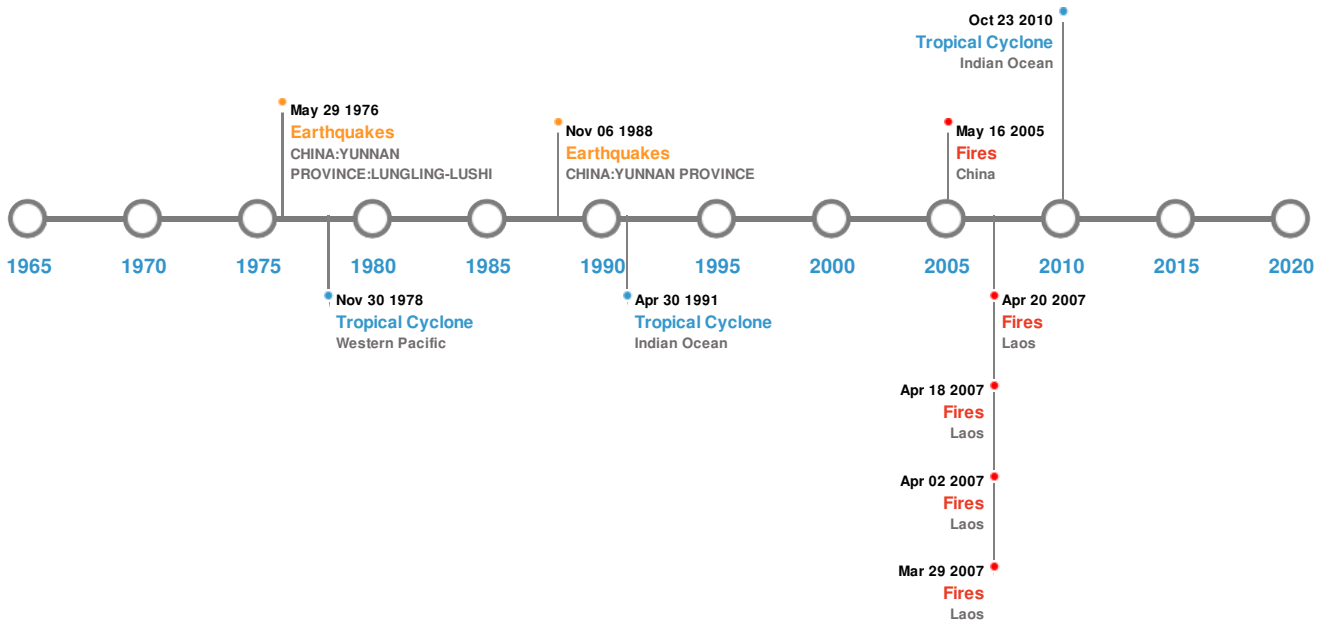 Oct 23 2010
Tropical Cyclone
Indian Ocean
May 29 1976
Earthquakes
CHINA:YUNNAN
PROVINCE:LUNGLING-LUSHI
Nov 06 1988
Earthquakes
CHINA:YUNNAN PROVINCE
May 16 2005
Fires
China
1965 1970 1975 1980 1985 1990 1995 2000 2005 2010 2015 2020
Nov 30 1978
Tropical Cyclone
Western Pacific
Apr 30 1991
Tropical Cyclone
Indian Ocean
Apr 20 2007
Fires
Laos
Apr 18 2007
Fires
Laos
Apr 02 2007
Fires
Laos
Mar 29 2007
Fires
Laos